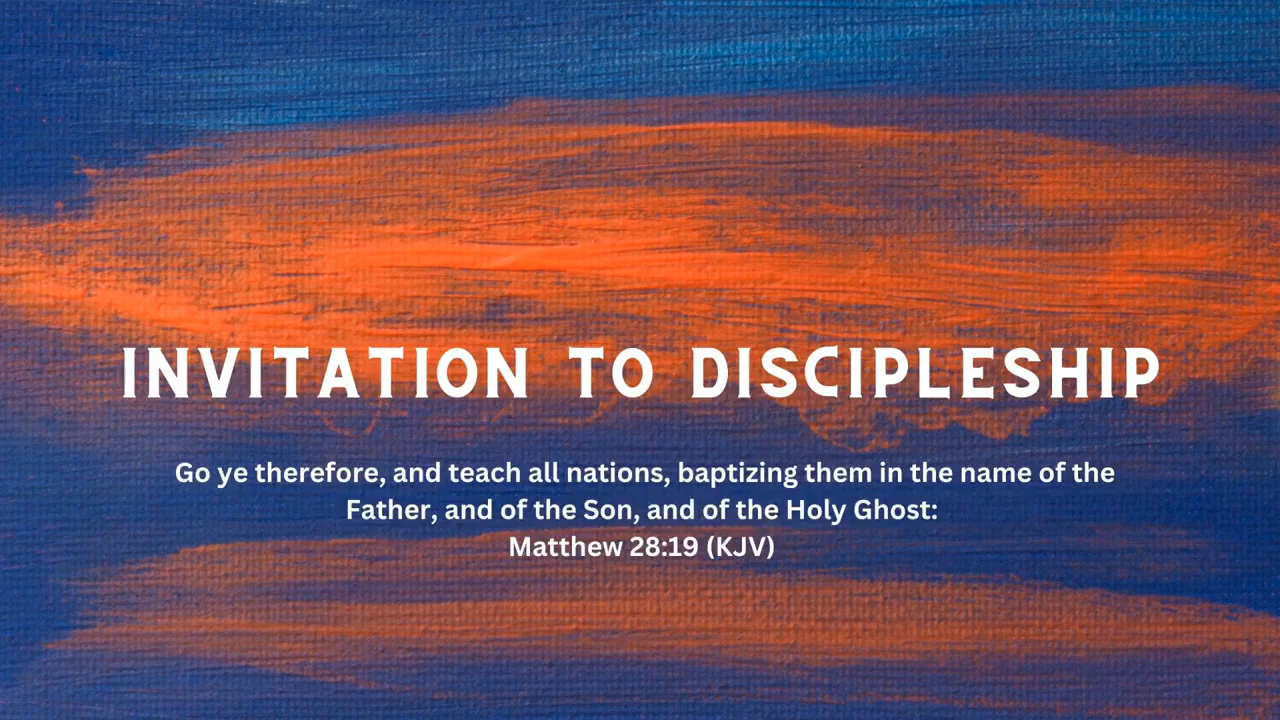 INVITATION TO DISCIPLESHIP
Go ye therefore, and teach all nations, baptizing them in the name of the
Father, and of the Son, and of the Holy Ghost:
Matthew 28:19 (KJV)